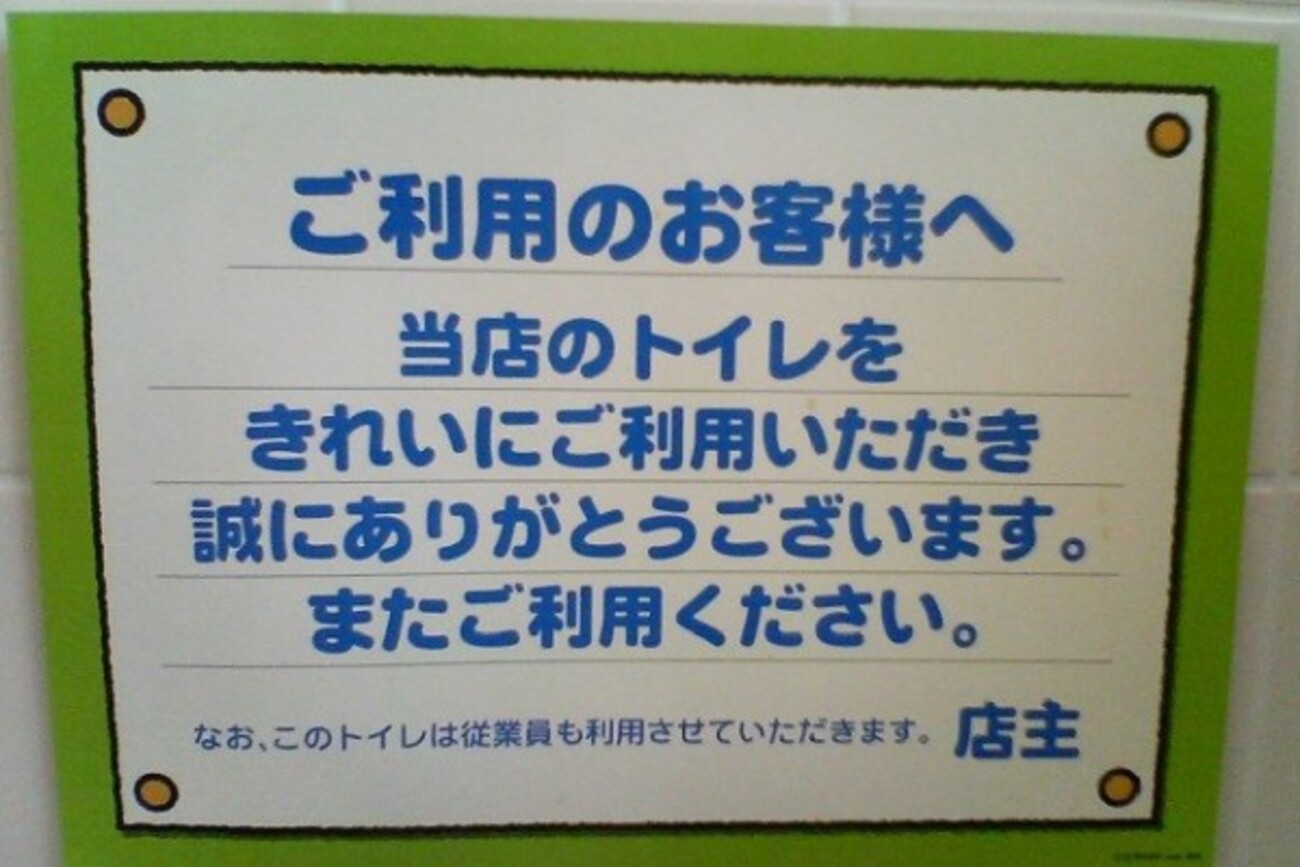 ご利用のお客様へ
当店のトイレを
きれいにご利用いただき
誠にありがとうございます。
またご利用ください。
なお、このトイレは従業員も利用させていただきます。 店主